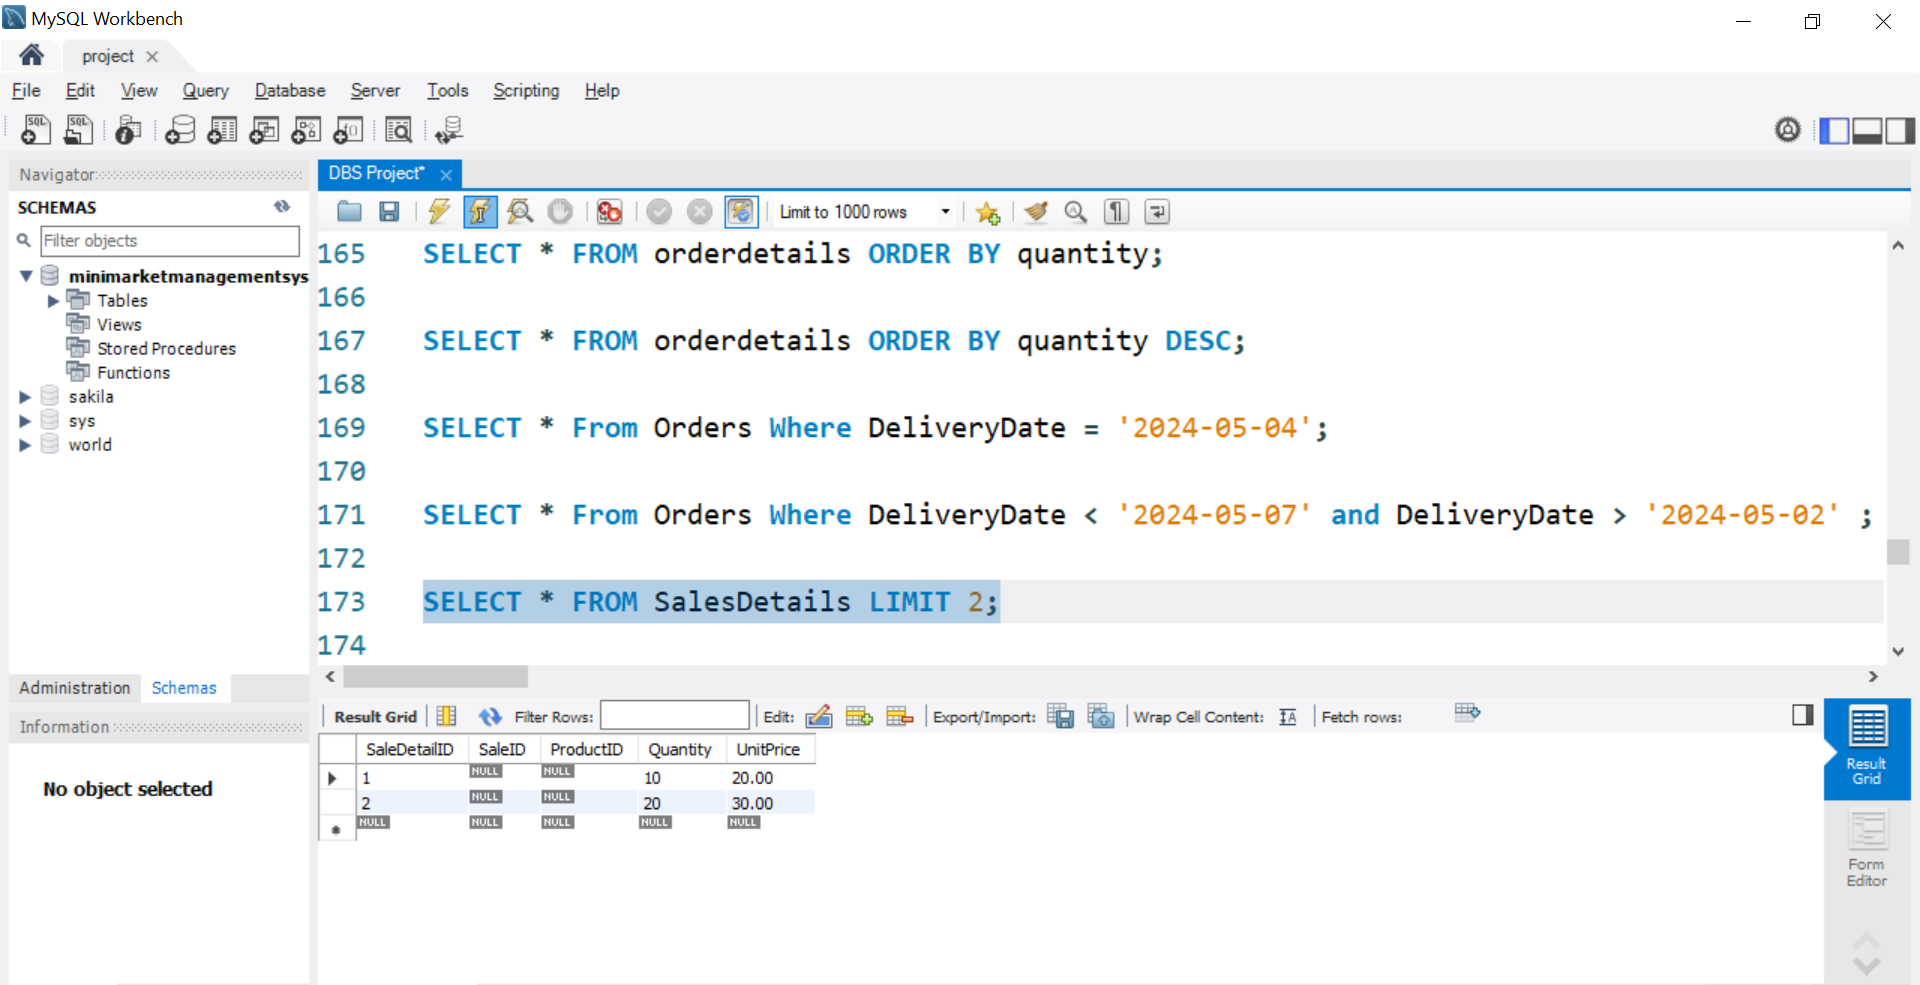 MySQL Workbench
project
File Edit View Query Database Server Tools Scripting Help
Navigator
SCHEMAS
Filter objects
minimarketmanagementsys
Tables
Views
Stored Procedures
Functions
sakila
sys
world
Administration Schemas
Information
No object selected
DBS Project*
Limit to 1000 rows
165 SELECT * FROM orderdetails ORDER BY quantity;
166
167 SELECT * FROM orderdetails ORDER BY quantity DESC;
168
169 SELECT * From Orders Where DeliveryDate = '2024-05-04';
170
171 SELECT * From Orders Where DeliveryDate < '2024-05-07' and DeliveryDate > '2024-05-02' ;
172
173 SELECT * FROM SalesDetails LIMIT 2;
174
Result Grid Filter Rows: Edit: Export/Import: Wrap Cell Content: Fetch rows:
SaleDetailID SaleID ProductID Quantity UnitPrice
1 NULL NULL 10 20.00
2 NULL NULL 20 30.00
NULL NULL NULL NULL NULL
Result
Grid
Form
Editor